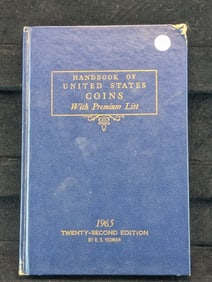 HANDBOOK OF
UNITED STATES
COINS
With Premium List
1965
TWENTY-SECOND EDITION
BY R. S. YEOMAN